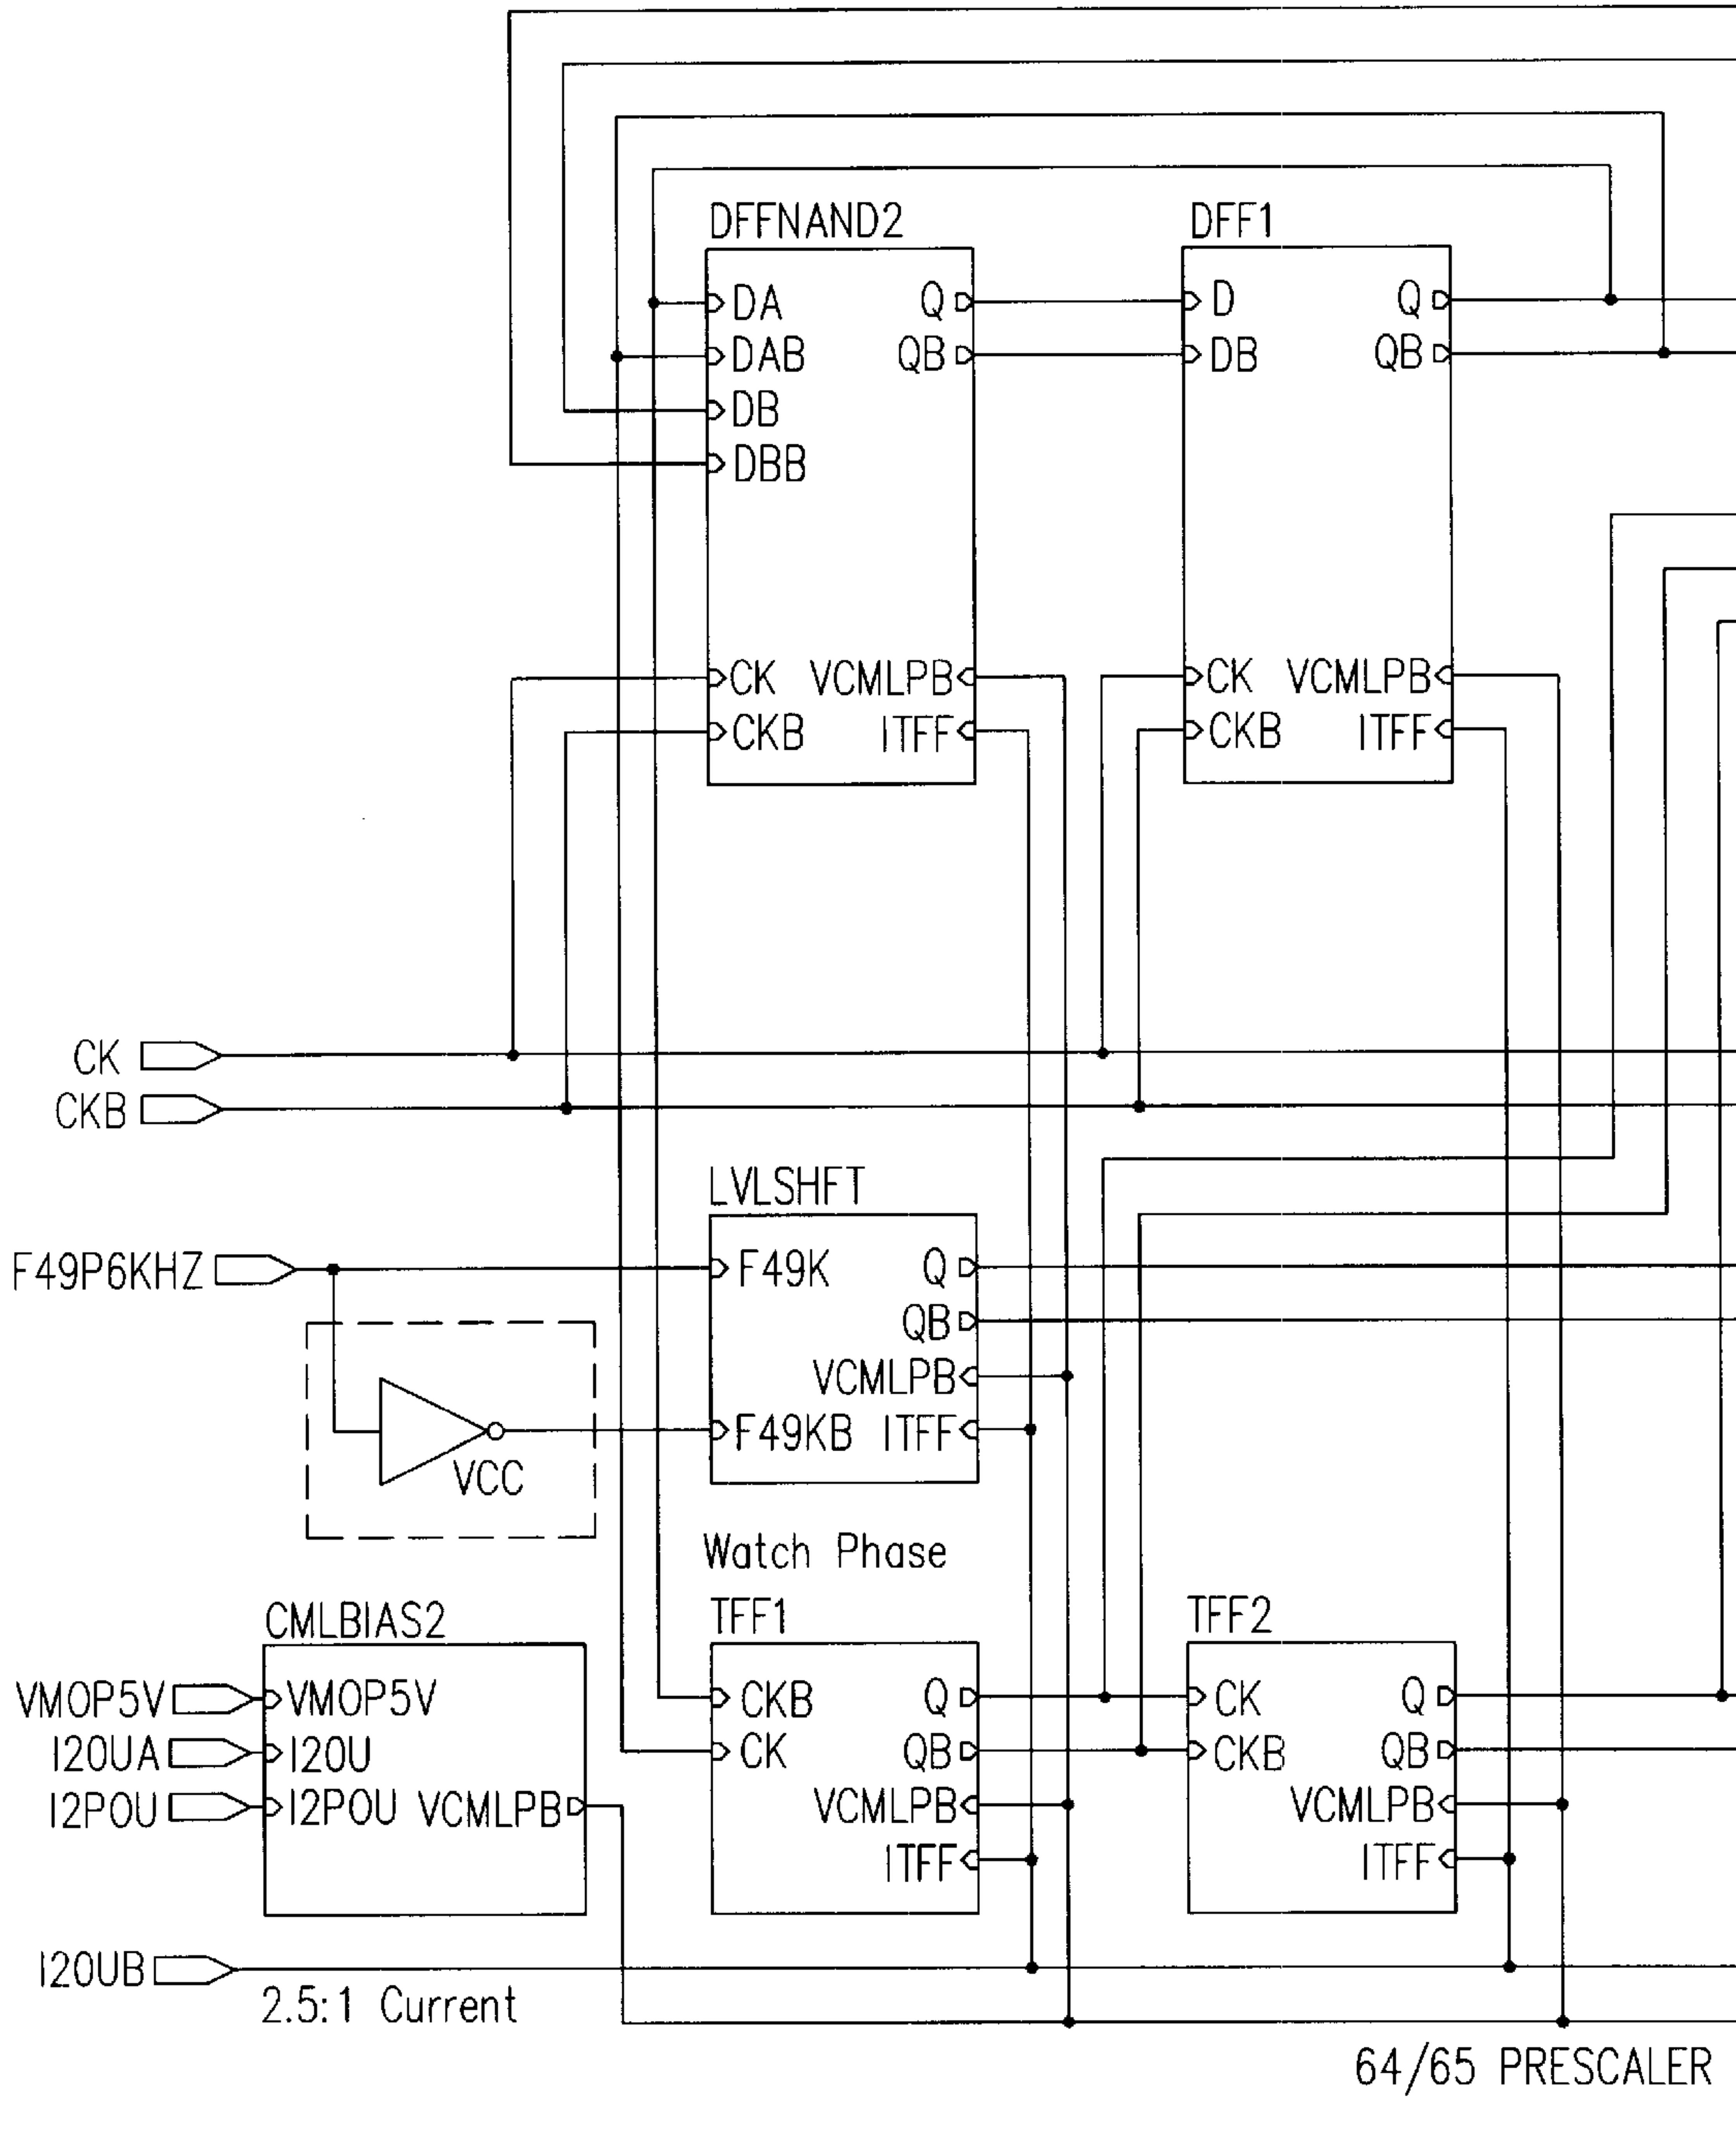 DFFNAND2 DFF1
DA Q D Q
DAB QB DB QB
DB
DBB
CK VCMLPB CK VCMLPB
CKB ITFF CKB ITFF
CK
CKB
LVLSHFT
F49P6KHZ F49K Q
QB
VCMLPB
F49KB ITFF
VCC
Watch Phase
CMLBIAS2 TFF1 TFF2
VMOP5V VMOP5V CKB Q CK Q
I20UA I20U CK QB CKB QB
I2POU I2POU VCMLPB VCMLPB VCMLPB
ITFF ITFF
I20UB
2.5:1 Current
64/65 PRESCALER